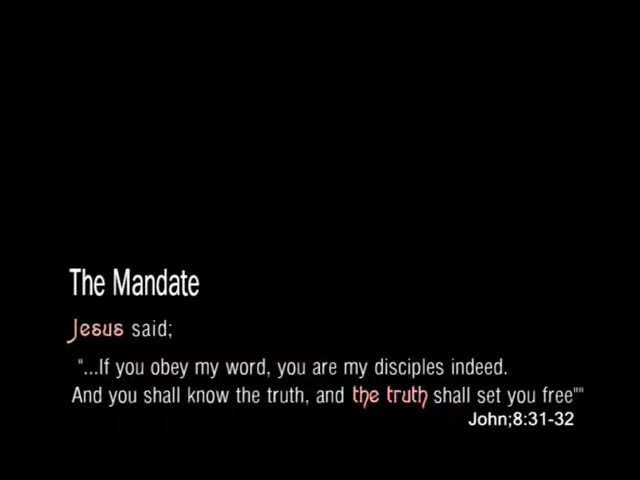 The Mandate
Jesus said;
"...If you obey my word, you are my disciples indeed.
And you shall know the truth, and the truth shall set you free""
John;8:31-32